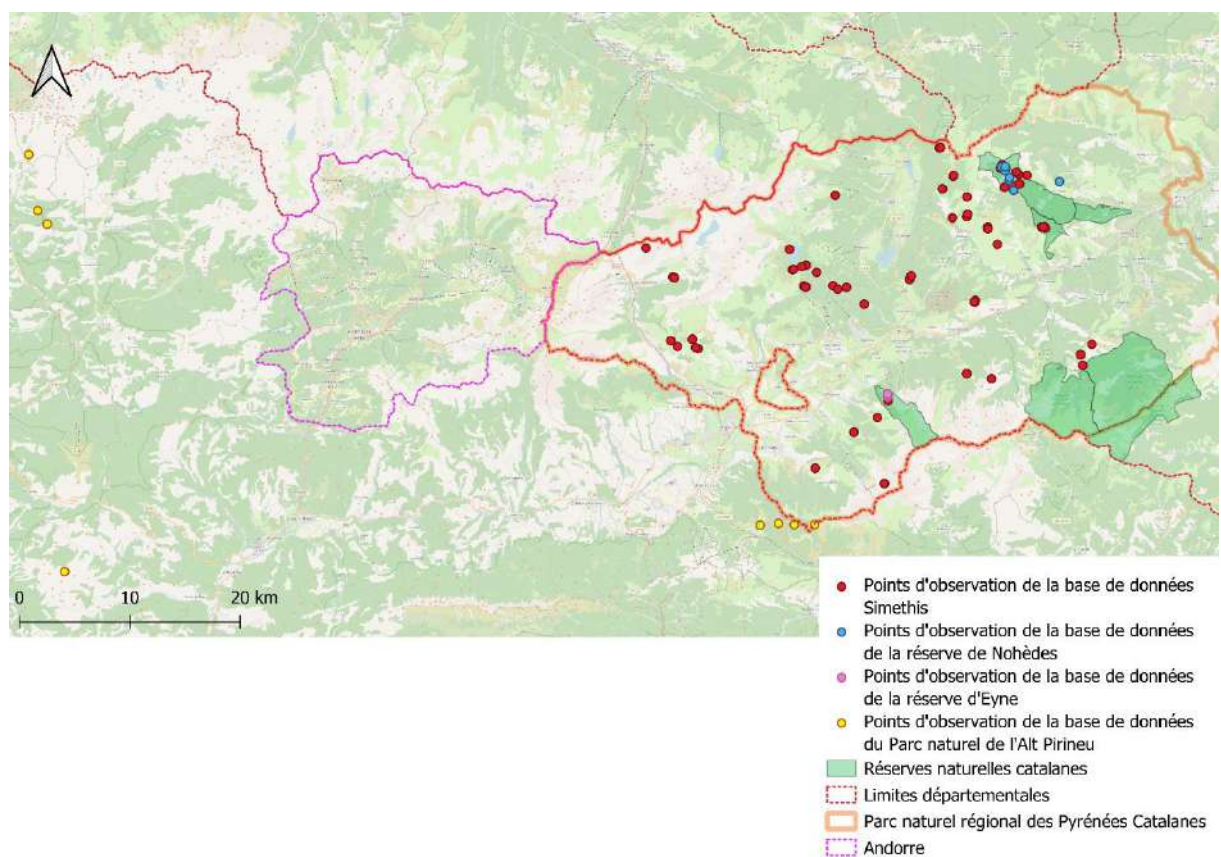 0 10 20 km
Points d'observation de la base de données
Simethis
Points d'observation de la base de données
de la réserve de Nohèdes
Points d'observation de la base de données
de la réserve d'Eyne
Points d'observation de la base de données
du Parc naturel de l'Alt Pirineu
Réserves naturelles catalanes
Limites départementales
Parc naturel régional des Pyrénées Catalanes
Andorre